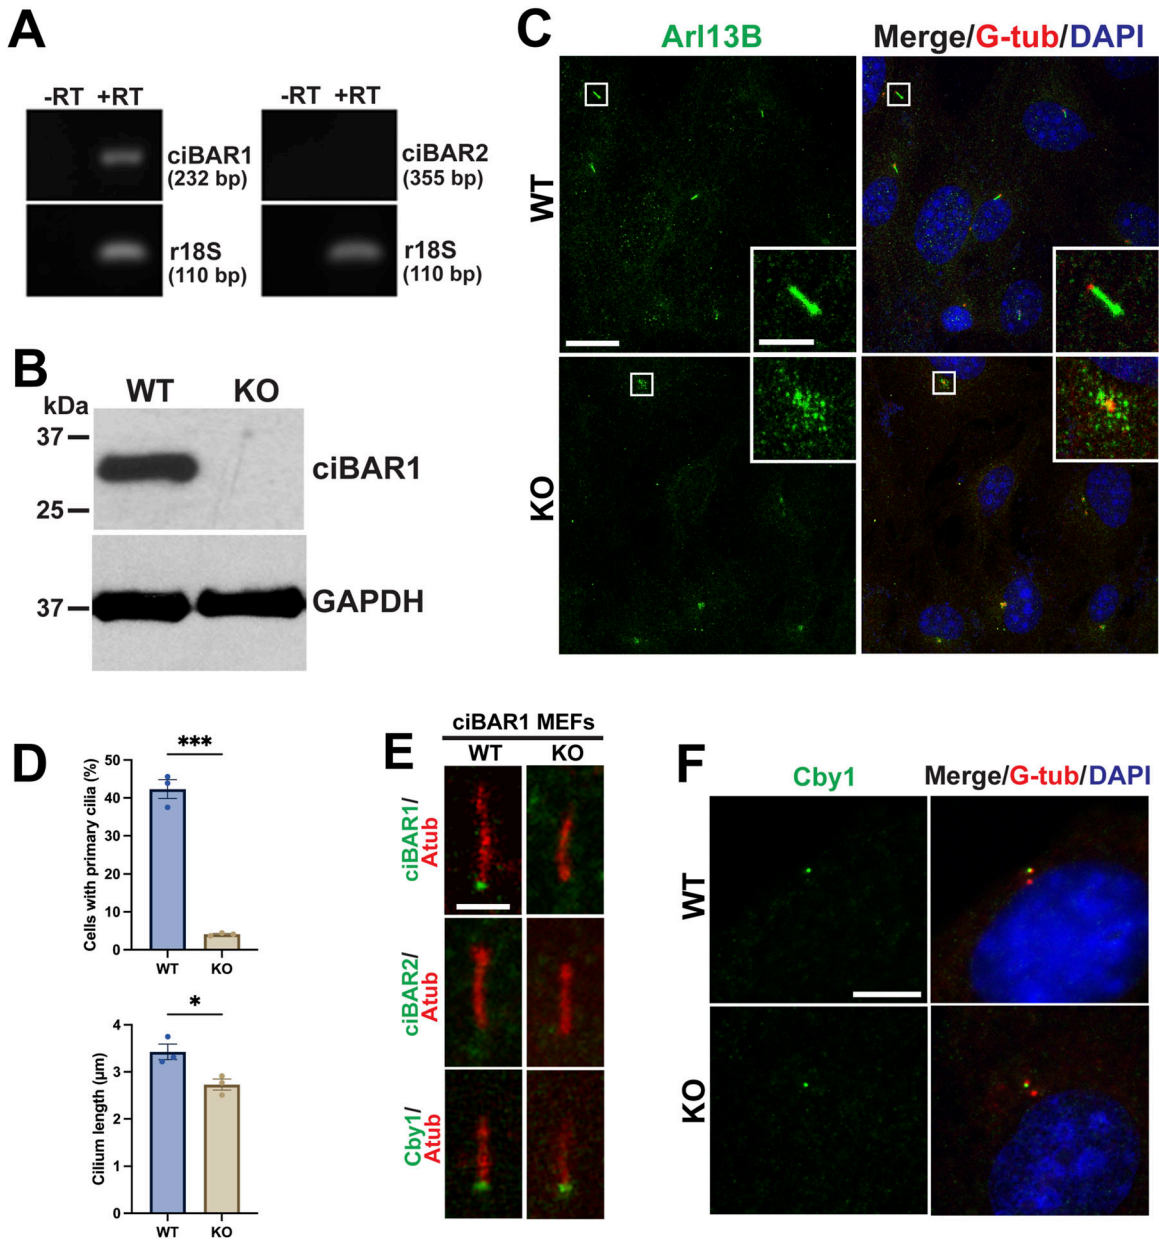 A
-RT +RT
ciBAR1
(232 bp)
r18S
(110 bp)
-RT +RT
ciBAR2
(355 bp)
r18S
(110 bp)
B
WT KO
kDa
37
25
ciBAR1
37
GAPDH
C
Arl13B
Merge/G-tub/DAPI
WT
KO
D
Cells with primary cilia (%)
50
40
30
20
10
0
***
WT KO
Cilium length (µm)
4
3
2
1
0
*
WT KO
E
ciBAR1 MEFs
WT KO
ciBAR1/
Atub
ciBAR2/
Atub
Cby1/
Atub
F
Cby1
Merge/G-tub/DAPI
WT
KO